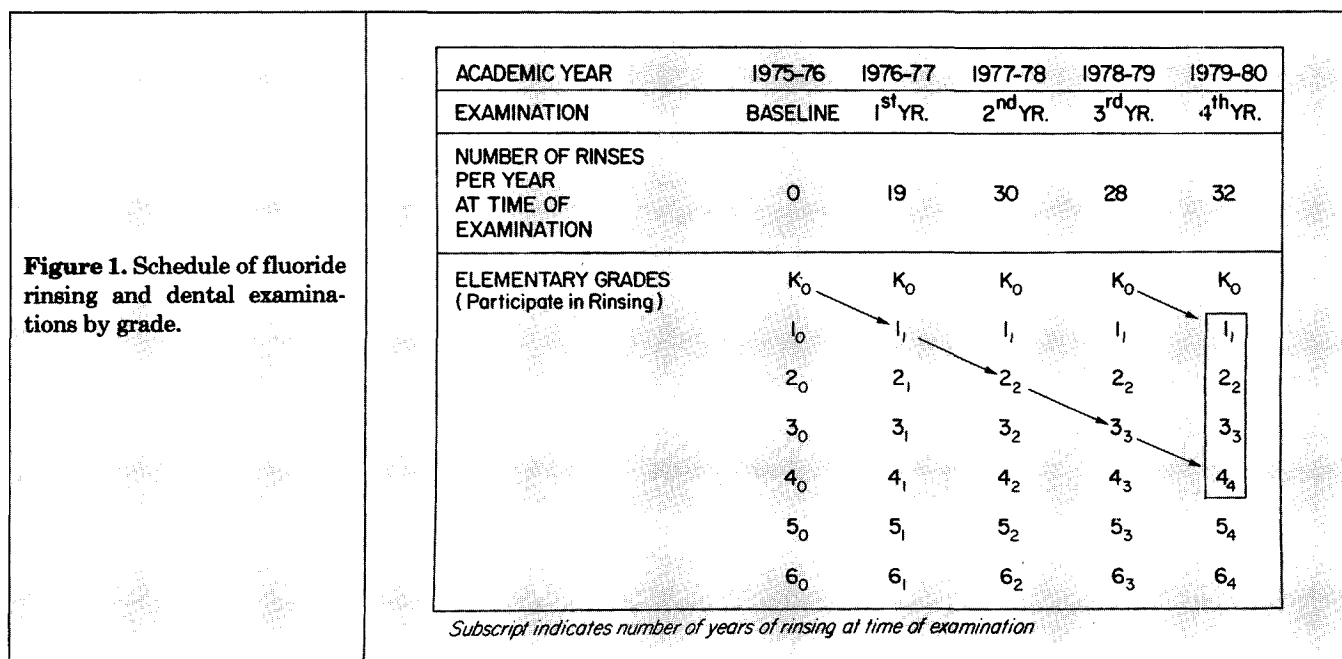 Figure 1. Schedule of fluoride
rinsing and dental examina-
tions by grade.
ACADEMIC YEAR 1975-76 1976-77 1977-78 1978-79 1979-80
EXAMINATION BASELINE 1st YR. 2nd YR. 3rd YR. 4th YR.
NUMBER OF RINSES
PER YEAR
AT TIME OF
EXAMINATION
0 19 30 28 32
ELEMENTARY GRADES K₀ K₀ K₀ K₀ K₀
(Participate in Rinsing)
1₀ 1₁ 1₁ 1₁ 1₁
2₀ 2₁ 2₂ 2₂ 2₂
3₀ 3₁ 3₂ 3₃ 3₃
4₀ 4₁ 4₂ 4₃ 4₄
5₀ 5₁ 5₂ 5₃ 5₄
6₀ 6₁ 6₂ 6₃ 6₄
Subscript indicates number of years of rinsing at time of examination